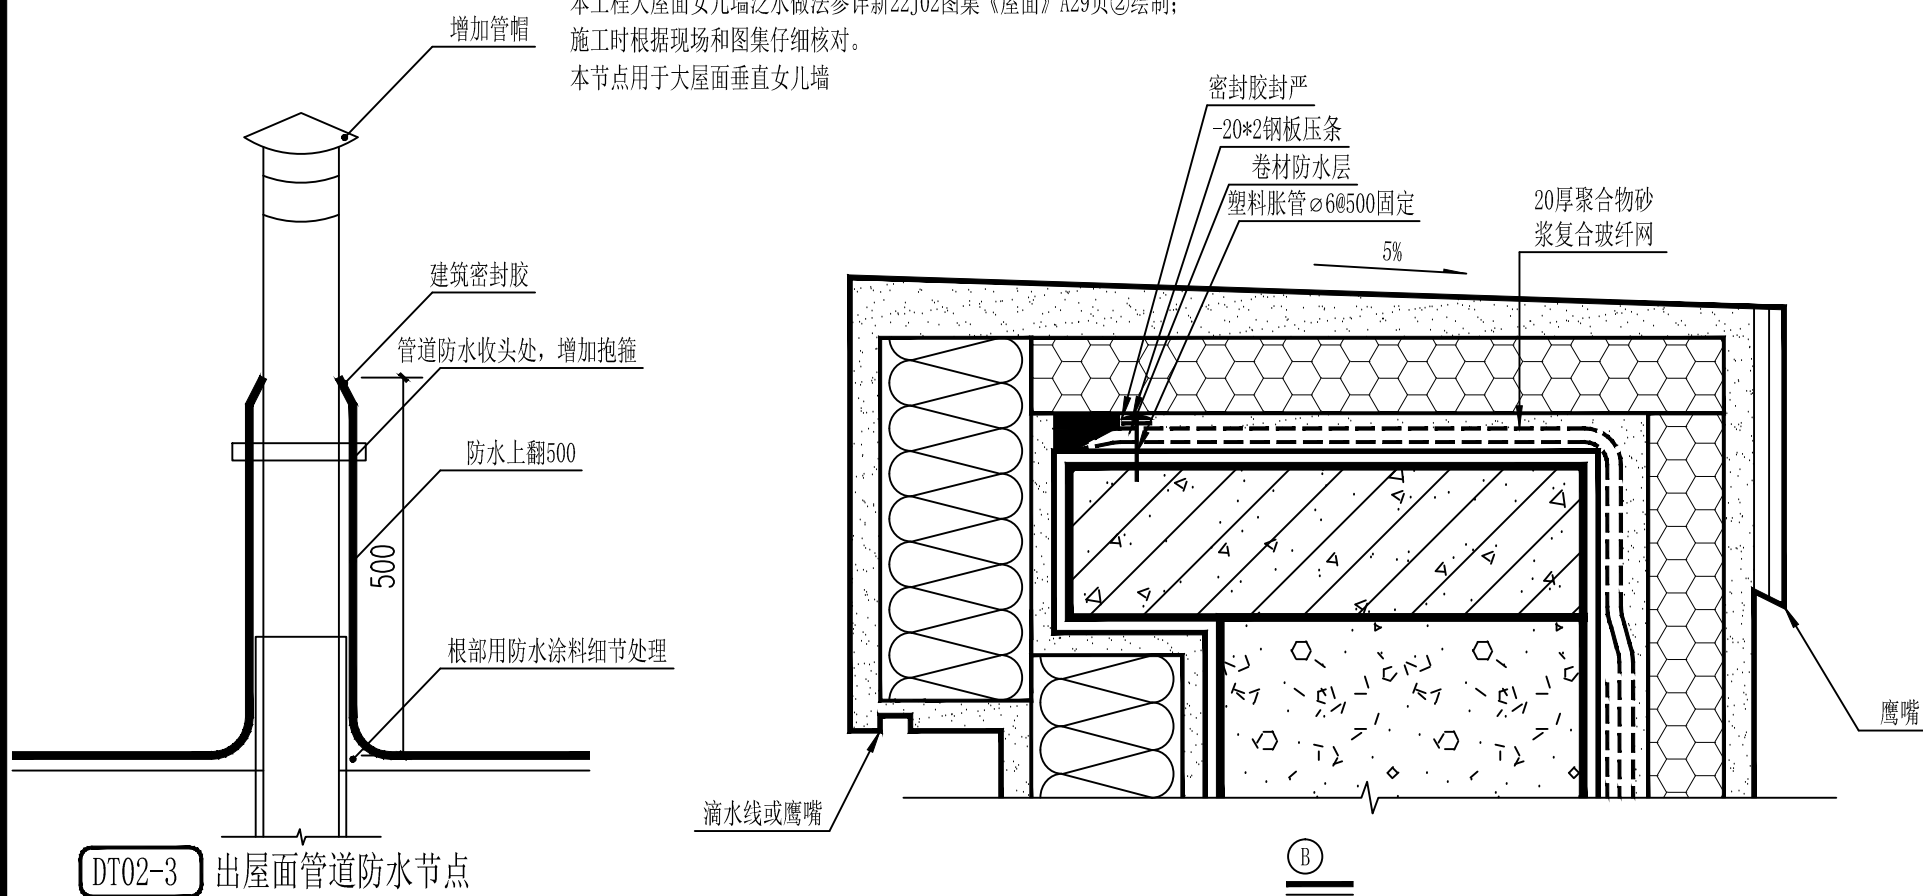 本工程大屋面女儿墙泛水做法参详新22J02图集《屋面》A29页②绘制；
施工时根据现场和图集仔细核对。
本节点用于大屋面垂直女儿墙
增加管帽
建筑密封胶
管道防水收头处，增加抱箍
防水上翻500
500
根部用防水涂料细节处理
DT02-3 出屋面管道防水节点
密封胶封严
-20*2钢板压条
卷材防水层
塑料胀管⌀6@500固定
20厚聚合物砂
浆复合玻纤网
5%
鹰嘴
滴水线或鹰嘴
B